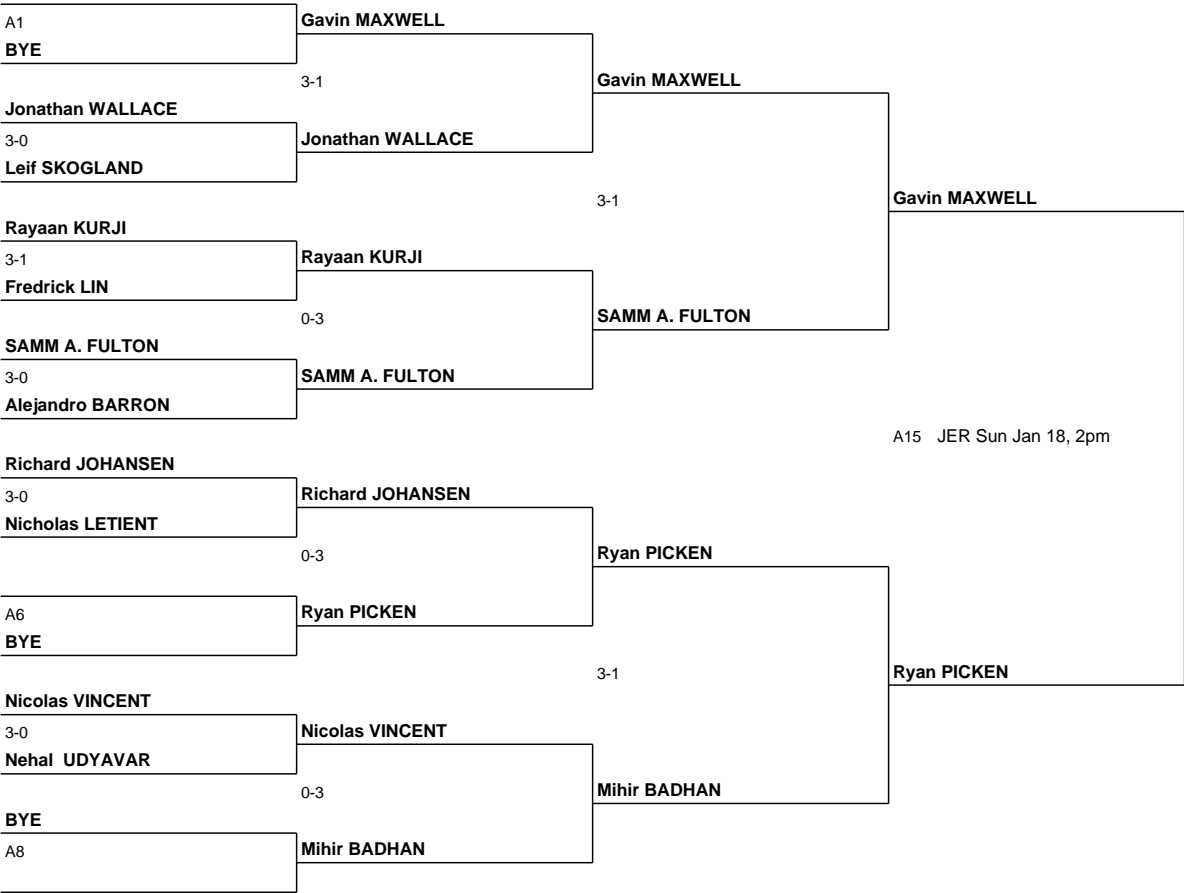 A1
Gavin MAXWELL
BYE
3-1
Gavin MAXWELL
Jonathan WALLACE
3-0
Jonathan WALLACE
Leif SKOGLAND
3-1
Gavin MAXWELL
Rayaan KURJI
3-1
Rayaan KURJI
Fredrick LIN
0-3
SAMM A. FULTON
SAMM A. FULTON
3-0
SAMM A. FULTON
Alejandro BARRON
A15 JER Sun Jan 18, 2pm
Richard JOHANSEN
3-0
Richard JOHANSEN
Nicholas LETIENT
0-3
Ryan PICKEN
A6
Ryan PICKEN
BYE
3-1
Ryan PICKEN
Nicolas VINCENT
3-0
Nicolas VINCENT
Nehal UDYAVAR
0-3
Mihir BADHAN
BYE
A8
Mihir BADHAN